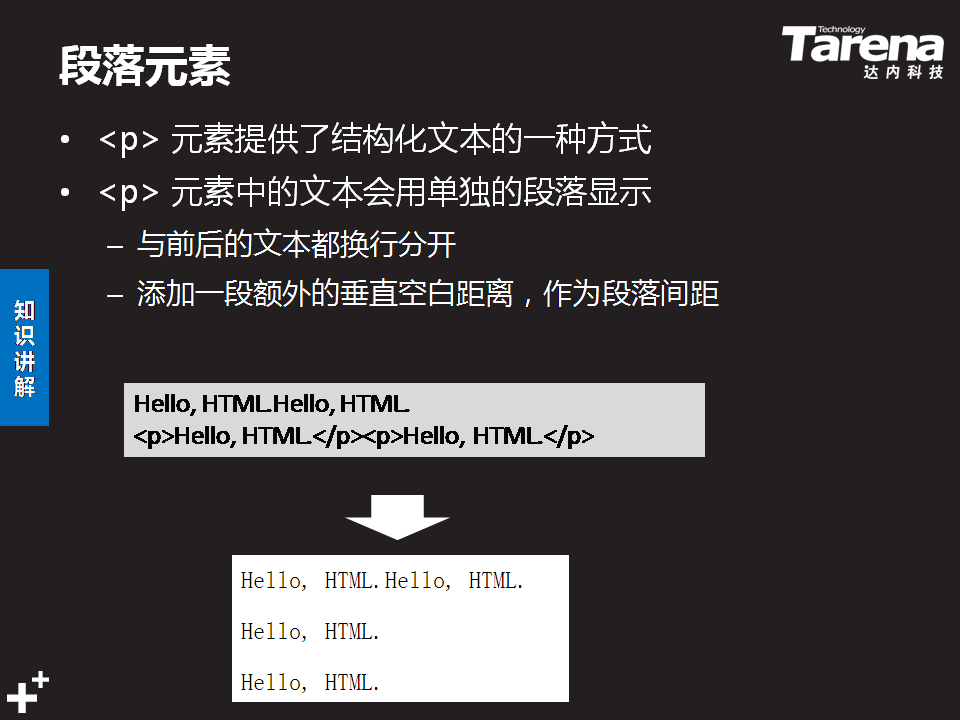 段落元素
Technology
Tarena
达内科技
• <p> 元素提供了结构化文本的一种方式
• <p> 元素中的文本会用单独的段落显示
– 与前后的文本都换行分开
– 添加一段额外的垂直空白距离，作为段落间距
知识讲解
Hello, HTML.Hello, HTML.
<p>Hello, HTML.</p><p>Hello, HTML.</p>
Hello, HTML.Hello, HTML.
Hello, HTML.
Hello, HTML.